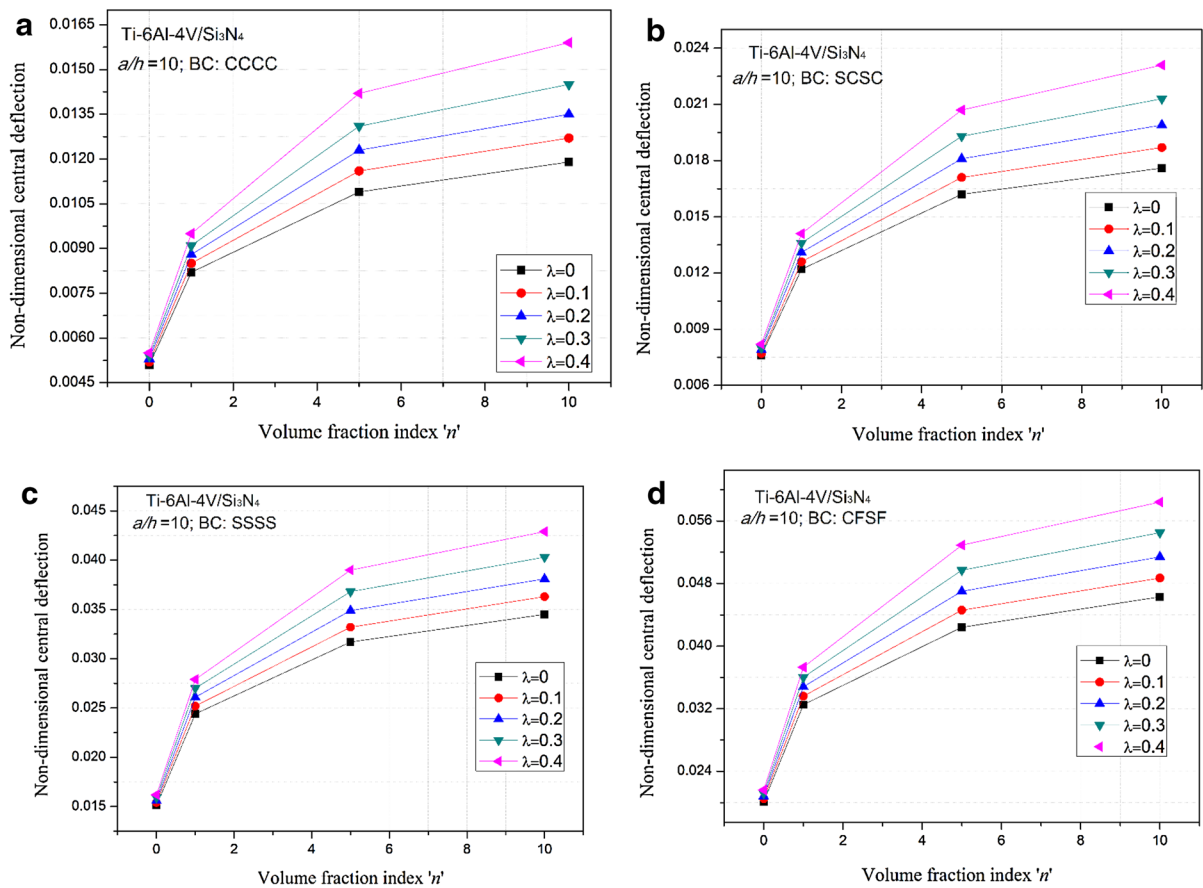 a
Ti-6Al-4V/Si₃N₄
a/h=10; BC: CCCC
Non-dimensional central deflection
0.0165
0.0150
0.0135
0.0120
0.0105
0.0090
0.0075
0.0060
0.0045
λ=0
λ=0.1
λ=0.2
λ=0.3
λ=0.4
0 2 4 6 8 10
Volume fraction index 'n'
b
Ti-6Al-4V/Si₃N₄
a/h=10; BC: SCSC
Non-dimensional central deflection
0.024
0.021
0.018
0.015
0.012
0.009
0.006
λ=0
λ=0.1
λ=0.2
λ=0.3
λ=0.4
0 2 4 6 8 10
Volume fraction index 'n'
c
Ti-6Al-4V/Si₃N₄
a/h=10; BC: SSSS
Non-dimensional central deflection
0.045
0.040
0.035
0.030
0.025
0.020
0.015
λ=0
λ=0.1
λ=0.2
λ=0.3
λ=0.4
0 2 4 6 8 10
Volume fraction index 'n'
d
Ti-6Al-4V/Si₃N₄
a/h=10; BC: CFSF
Non-dimensional central deflection
0.056
0.048
0.040
0.032
0.024
λ=0
λ=0.1
λ=0.2
λ=0.3
λ=0.4
0 2 4 6 8 10
Volume fraction index 'n'